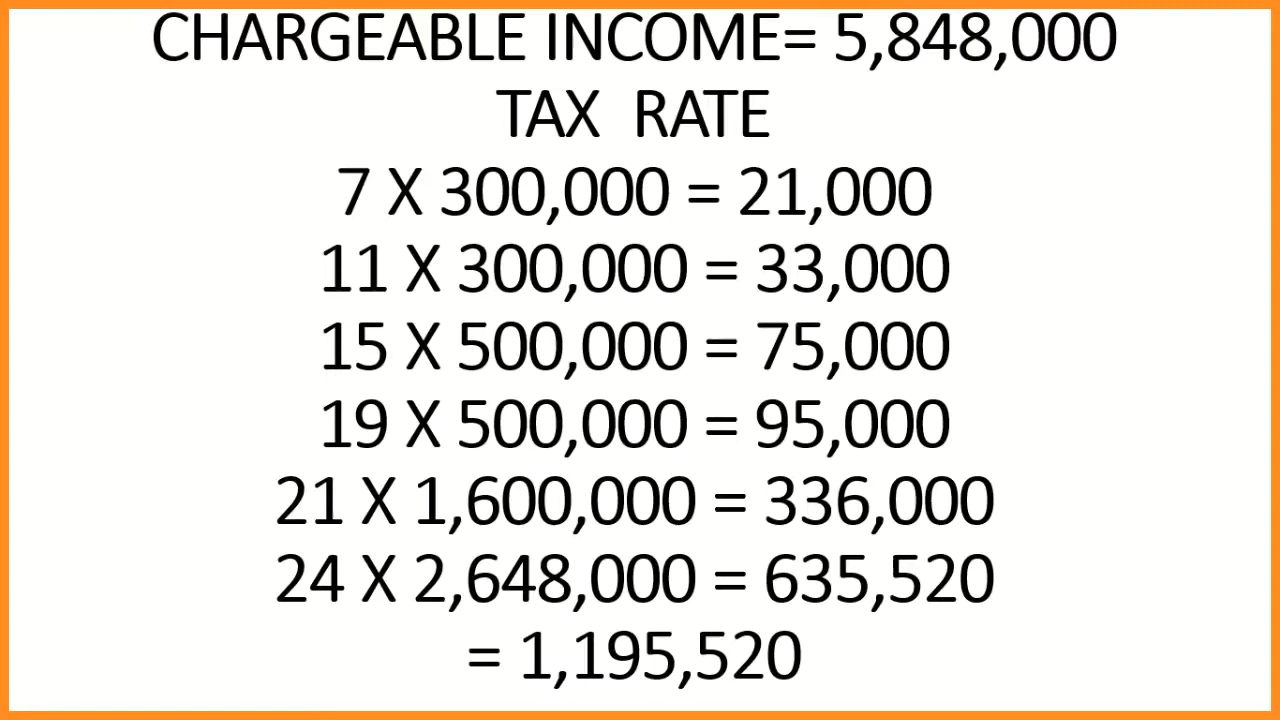 CHARGEABLE INCOME= 5,848,000
TAX RATE
7 X 300,000 = 21,000
11 X 300,000 = 33,000
15 X 500,000 = 75,000
19 X 500,000 = 95,000
21 X 1,600,000 = 336,000
24 X 2,648,000 = 635,520
= 1,195,520